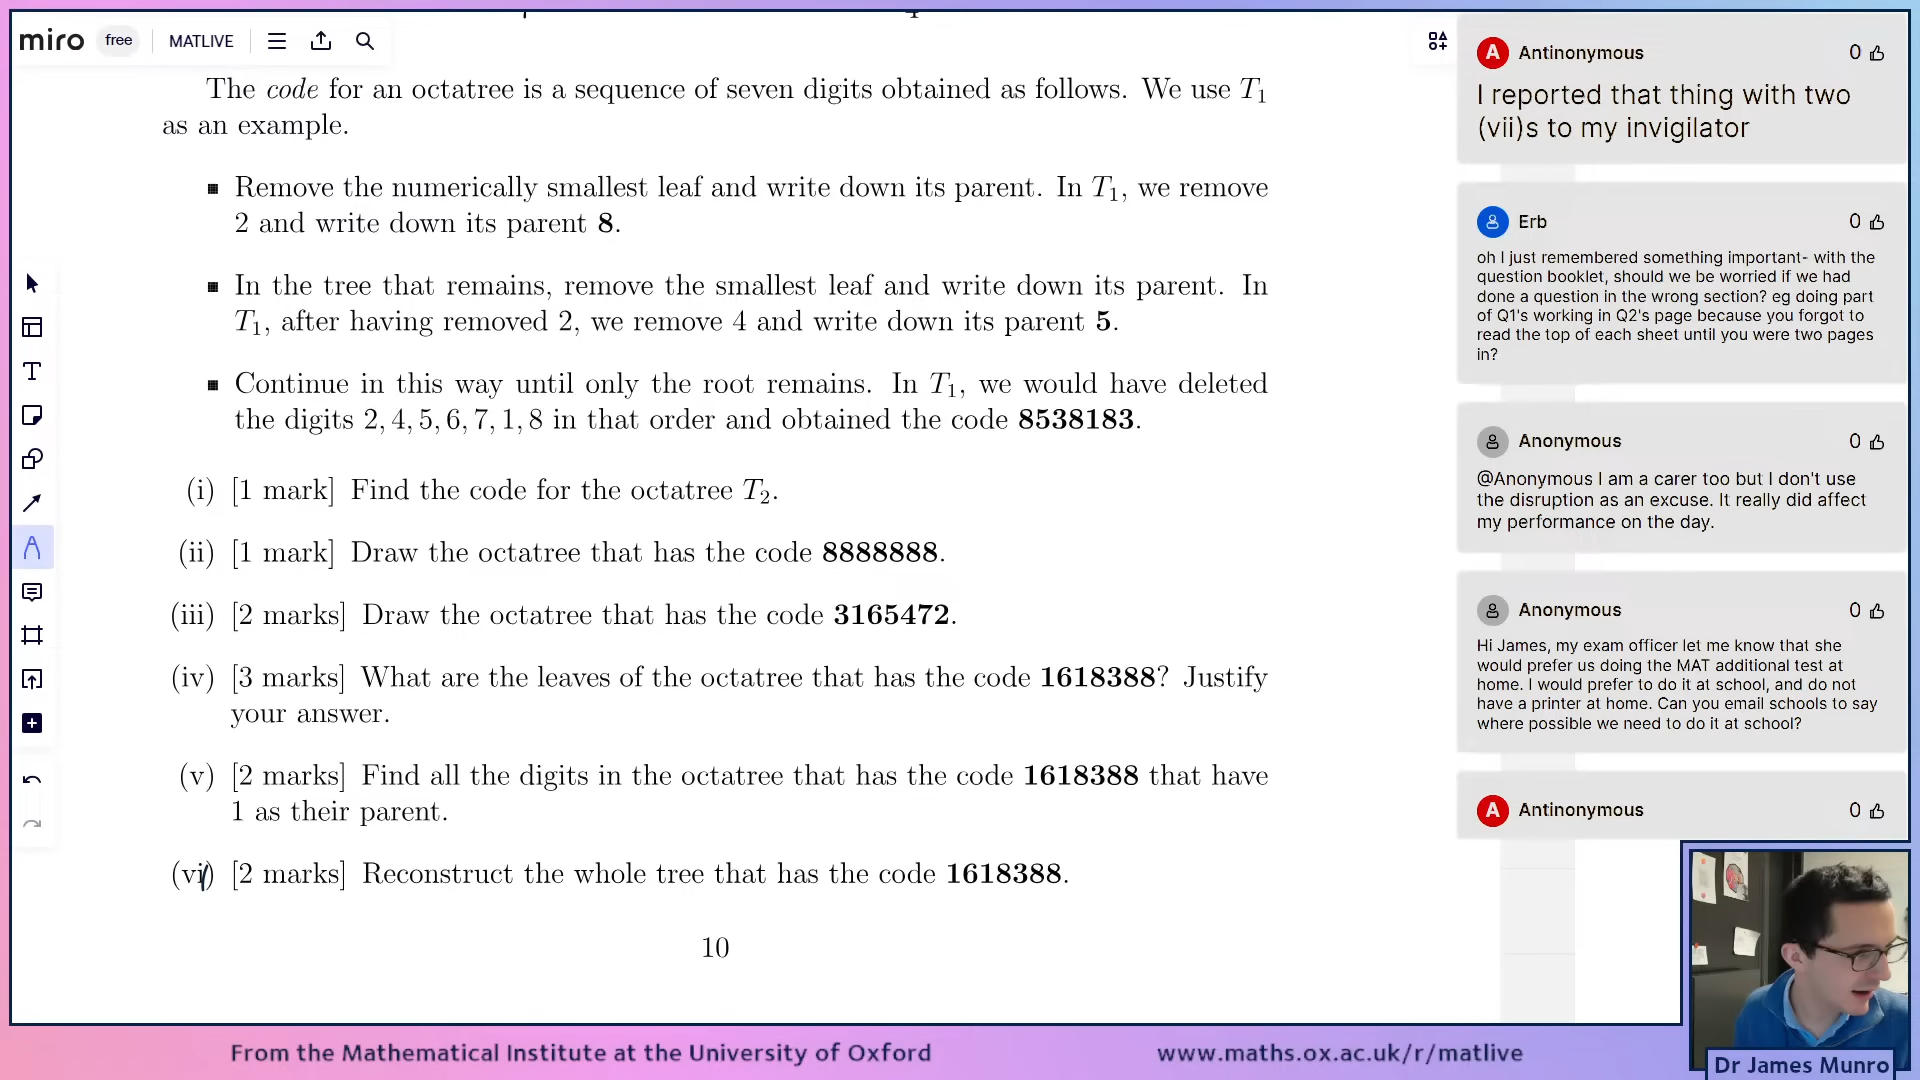 miro free MATLIVE
The code for an octatree is a sequence of seven digits obtained as follows. We use T1
as an example.
▪ Remove the numerically smallest leaf and write down its parent. In T1, we remove
2 and write down its parent 8.
▪ In the tree that remains, remove the smallest leaf and write down its parent. In
T1, after having removed 2, we remove 4 and write down its parent 5.
▪ Continue in this way until only the root remains. In T1, we would have deleted
the digits 2, 4, 5, 6, 7, 1, 8 in that order and obtained the code 8538183.
(i) [1 mark] Find the code for the octatree T2.
(ii) [1 mark] Draw the octatree that has the code 8888888.
(iii) [2 marks] Draw the octatree that has the code 3165472.
(iv) [3 marks] What are the leaves of the octatree that has the code 1618388? Justify
your answer.
(v) [2 marks] Find all the digits in the octatree that has the code 1618388 that have
1 as their parent.
(vi) [2 marks] Reconstruct the whole tree that has the code 1618388.
10
A Antinonymous 0
I reported that thing with two
(vii)s to my invigilator
Erb 0
oh I just remembered something important- with the
question booklet, should we be worried if we had
done a question in the wrong section? eg doing part
of Q1's working in Q2's page because you forgot to
read the top of each sheet until you were two pages
in?
Anonymous 0
@Anonymous I am a carer too but I don't use
the disruption as an excuse. It really did affect
my performance on the day.
Anonymous 0
Hi James, my exam officer let me know that she
would prefer us doing the MAT additional test at
home. I would prefer to do it at school, and do not
have a printer at home. Can you email schools to say
where possible we need to do it at school?
A Antinonymous 0
From the Mathematical Institute at the University of Oxford
www.maths.ox.ac.uk/r/matlive
Dr James Munro